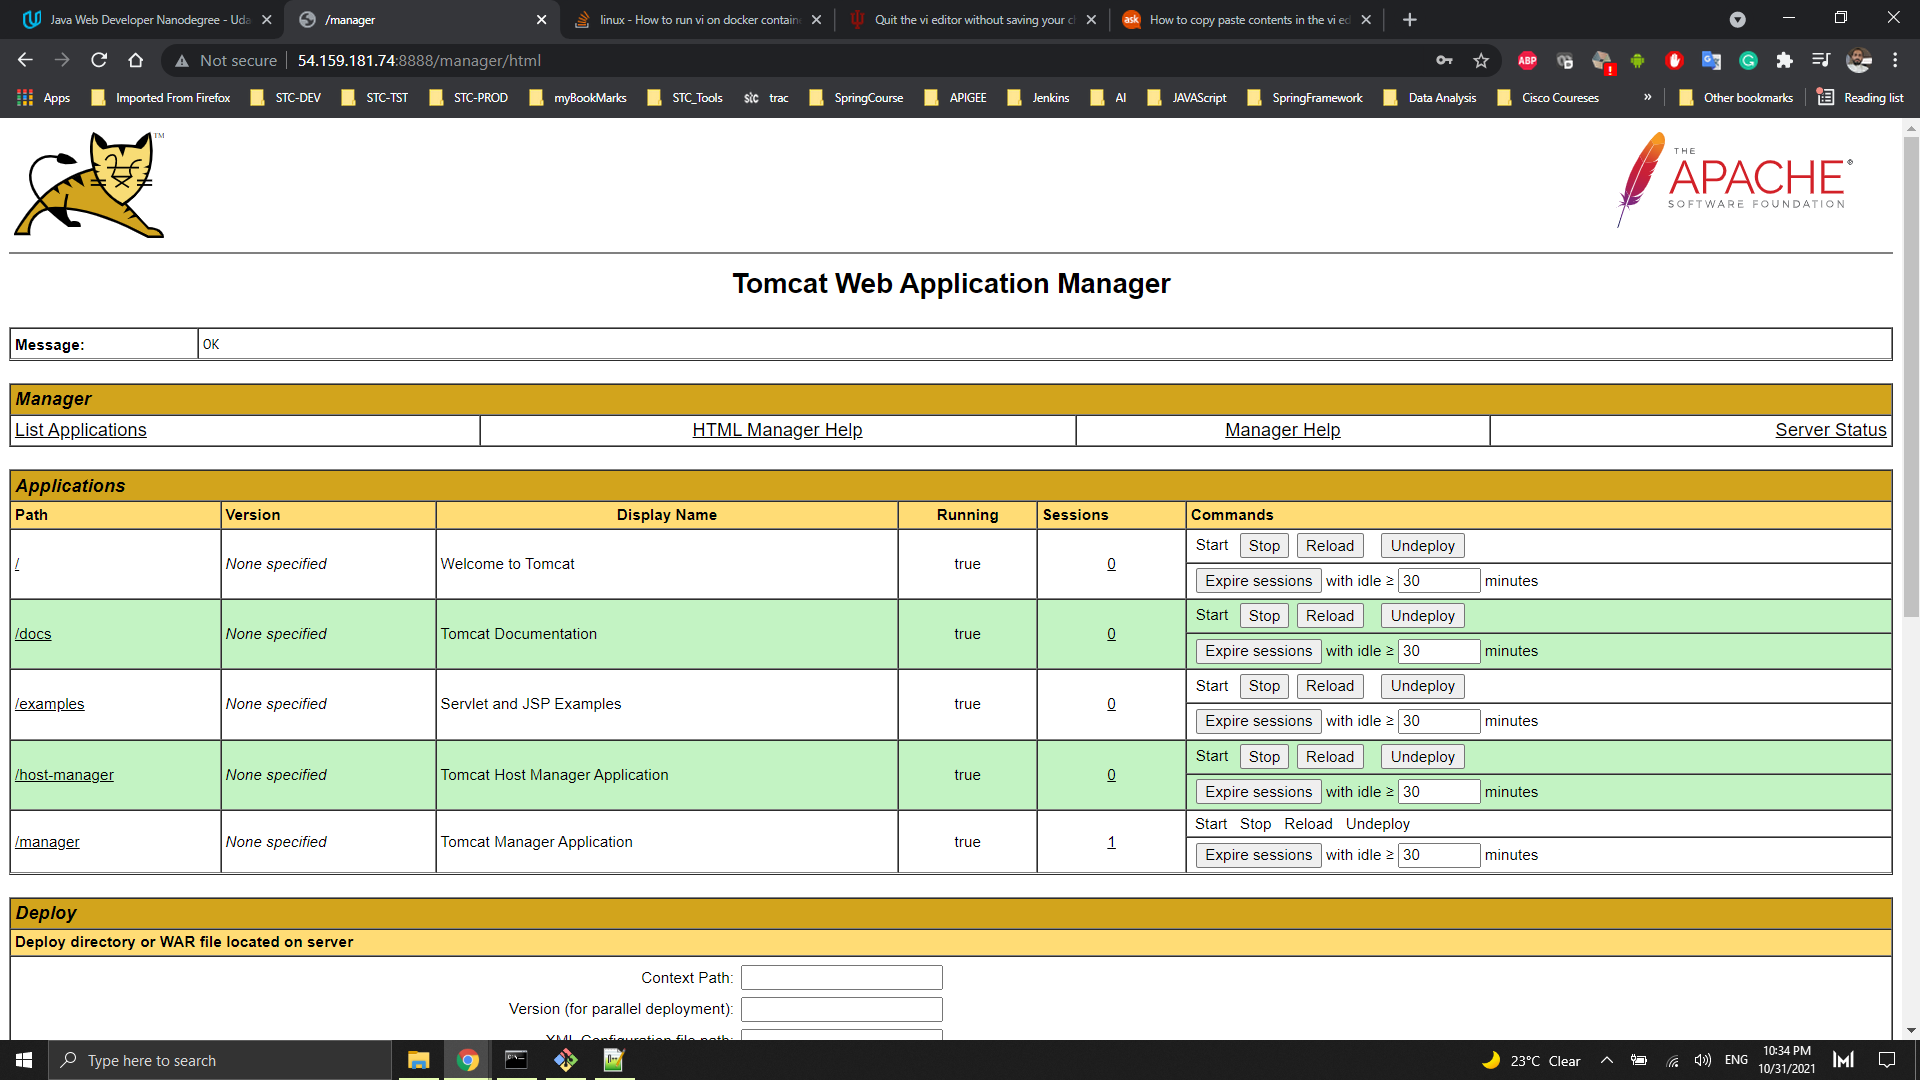 Java Web Developer Nanodegree - Uda
/manager
linux - How to run vi on docker contain
Quit the vi editor without saving your c
How to copy paste contents in the vi ed
Not secure
54.159.181.74:8888/manager/html
ABP
Apps
Imported From Firefox
STC-DEV
STC-TST
STC-PROD
myBookMarks
STC_Tools
stc
trac
SpringCourse
APIGEE
Jenkins
AI
JAVAScript
SpringFramework
Data Analysis
Cisco Coureses
»
Other bookmarks
Reading list
TM
THE
APACHE®
SOFTWARE FOUNDATION
Tomcat Web Application Manager
Message: OK
Manager
List Applications HTML Manager Help Manager Help Server Status
Applications
Path Version Display Name Running Sessions Commands
/ None specified Welcome to Tomcat true 0 Start Stop Reload Undeploy
Expire sessions with idle ≥ 30 minutes
/docs None specified Tomcat Documentation true 0 Start Stop Reload Undeploy
Expire sessions with idle ≥ 30 minutes
/examples None specified Servlet and JSP Examples true 0 Start Stop Reload Undeploy
Expire sessions with idle ≥ 30 minutes
/host-manager None specified Tomcat Host Manager Application true 0 Start Stop Reload Undeploy
Expire sessions with idle ≥ 30 minutes
/manager None specified Tomcat Manager Application true 1 Start Stop Reload Undeploy
Expire sessions with idle ≥ 30 minutes
Deploy
Deploy directory or WAR file located on server
Context Path:
Version (for parallel deployment):
XML Configuration file path:
Type here to search
23°C Clear
ENG
10:34 PM
10/31/2021